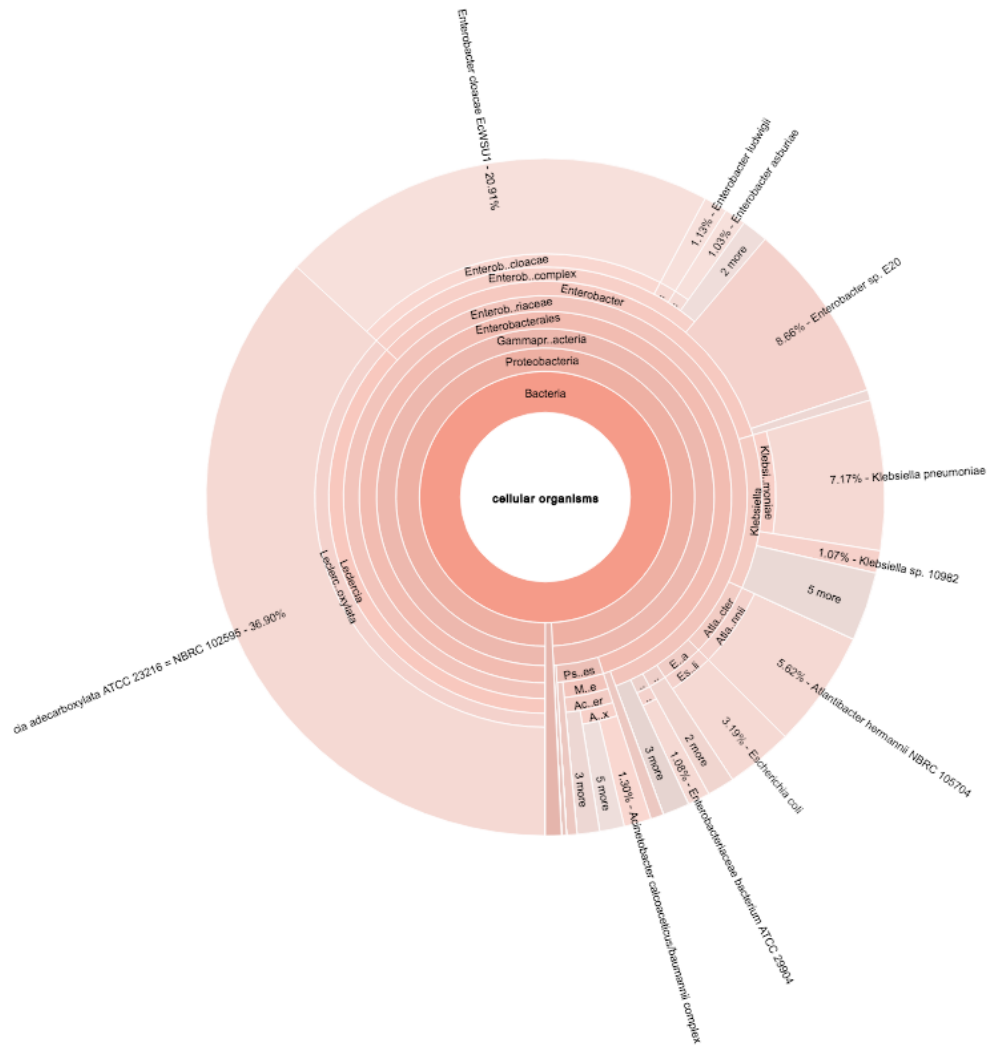 Enterobacter cloacae EcWSU1 - 20.91%
1.13% - Enterobacter ludwigii
1.03% - Enterobacter asburiae
2 more
8.66% - Enterobacter sp. E20
Enterob..cloacae
Enterob..complex
Enterobacter
Enterob..riaceae
Enterobacterales
Gammapr..acteria
Proteobacteria
Bacteria
cellular organisms
Klebsi..moniae
Klebsiella
7.17% - Klebsiella pneumoniae
1.07% - Klebsiella sp. 10982
5 more
Atla..cter
Atla..nnii
5.62% - Atlantibacter hermannii NBRC 105704
E..a
Es..li
3.19% - Escherichia coli
..
..
..
..
..
2 more
1.08% - Enterobacteriaceae bacterium ATCC 29904
3 more
Ps..es
M..e
Ac..er
A..x
1.30% - Acinetobacter calcoaceticus/baumannii complex
5 more
3 more
Leclercia
Leclerc..oxylata
cia adecarboxylata ATCC 23216 = NBRC 102595 - 36.90%